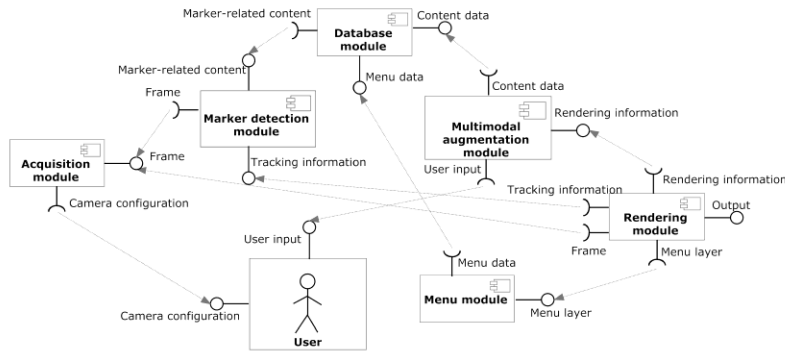 Marker-related content
Content data
Database
module
Marker-related content
Menu data
Content data
Frame
Marker detection
module
Multimodal
augmentation
module
Rendering information
Acquisition
module
Frame
Tracking information
User input
Rendering information
Camera configuration
Tracking information
Output
Rendering
module
User input
Frame
Menu layer
Menu data
Camera configuration
Menu module
Menu layer
User